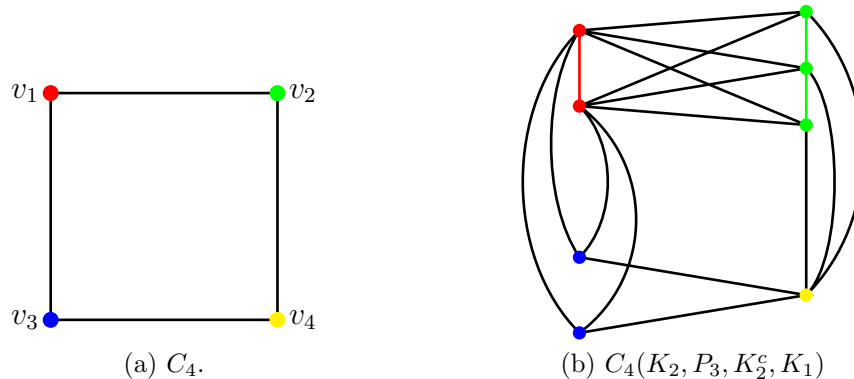 v₁ v₂
v₃ v₄
(a) C₄. (b) C₄(K₂, P₃, K₂ᶜ, K₁)